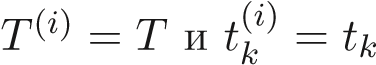 T^{(i)} = T и t_k^{(i)} = t_k